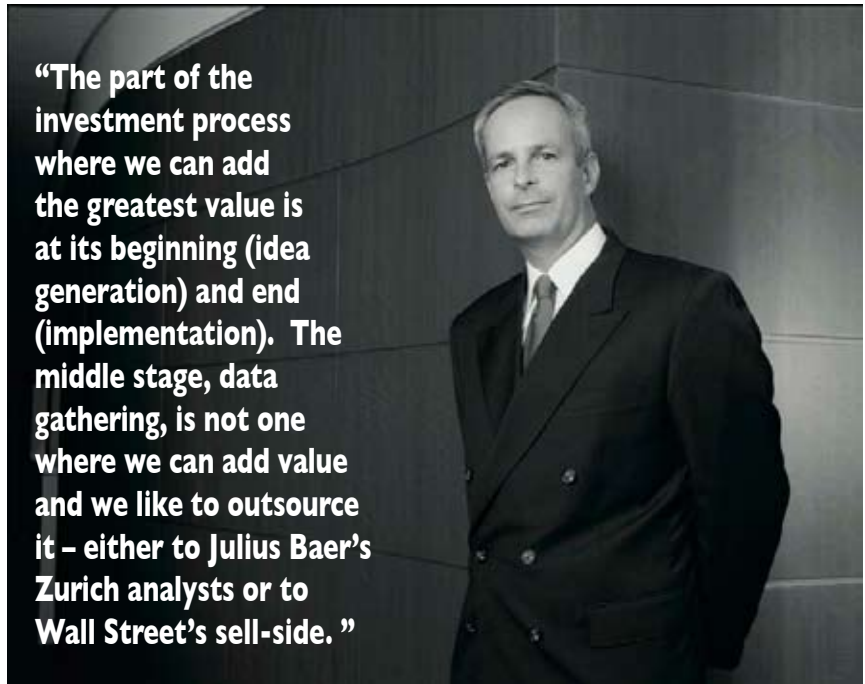 “The part of the
investment process
where we can add
the greatest value is
at its beginning (idea
generation) and end
(implementation).  The
middle stage, data
gathering, is not one
where we can add value
and we like to outsource
it – either to Julius Baer’s
Zurich analysts or to
Wall Street’s sell-side. ”